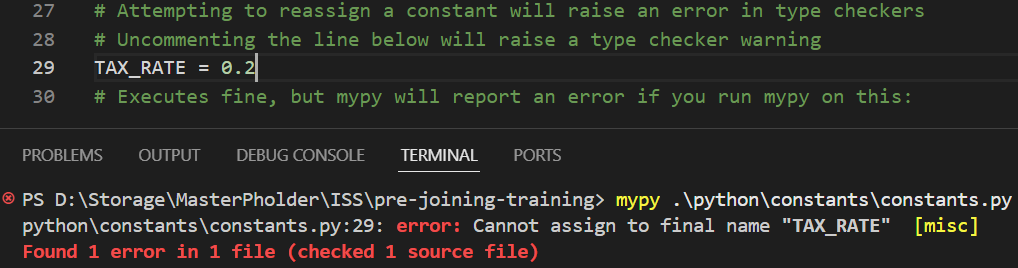 27 # Attempting to reassign a constant will raise an error in type checkers
28 # Uncommenting the line below will raise a type checker warning
29 TAX_RATE = 0.2
30 # Executes fine, but mypy will report an error if you run mypy on this:
PROBLEMS OUTPUT DEBUG CONSOLE TERMINAL PORTS
PS D:\Storage\MasterPholder\ISS\pre-joining-training> mypy .\python\constants\constants.py
python\constants\constants.py:29: error: Cannot assign to final name "TAX_RATE" [misc]
Found 1 error in 1 file (checked 1 source file)